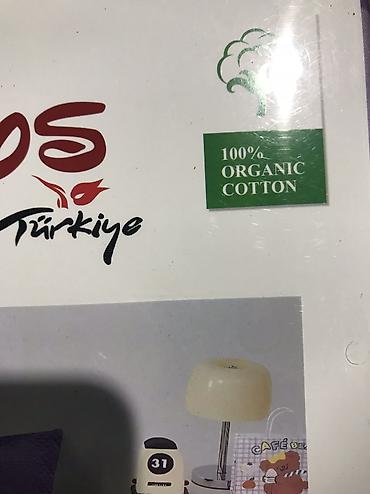 os
Türkiye
100%
ORGANIC
COTTON
31
CAFÉ